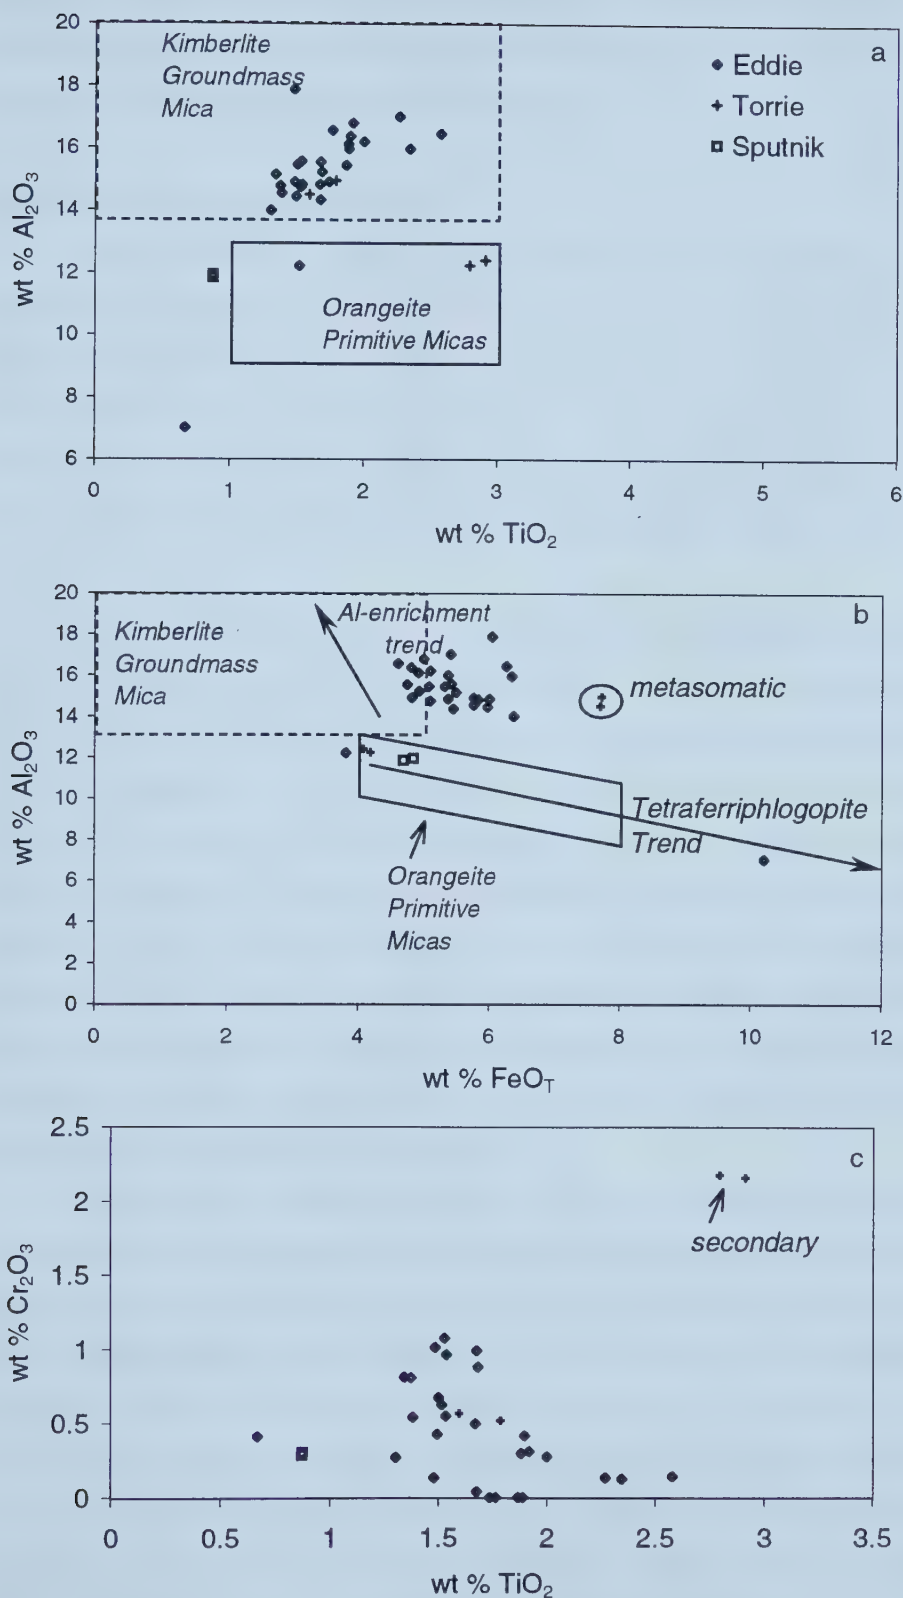 a
Kimberlite
Groundmass
Mica
Eddie
Torrie
Sputnik
Orangeite
Primitive Micas
20
18
16
14
12
10
8
6
wt % Al₂O₃
0 1 2 3 4 5 6
wt % TiO₂
b
Kimberlite
Groundmass
Mica
Al-enrichment
trend
metasomatic
Tetraferriphlogopite
Trend
Orangeite
Primitive
Micas
20
18
16
14
12
10
8
6
4
2
0
wt % Al₂O₃
0 2 4 6 8 10 12
wt % FeO_T
c
secondary
2.5
2
1.5
1
0.5
0
wt % Cr₂O₃
0 0.5 1 1.5 2 2.5 3 3.5
wt % TiO₂